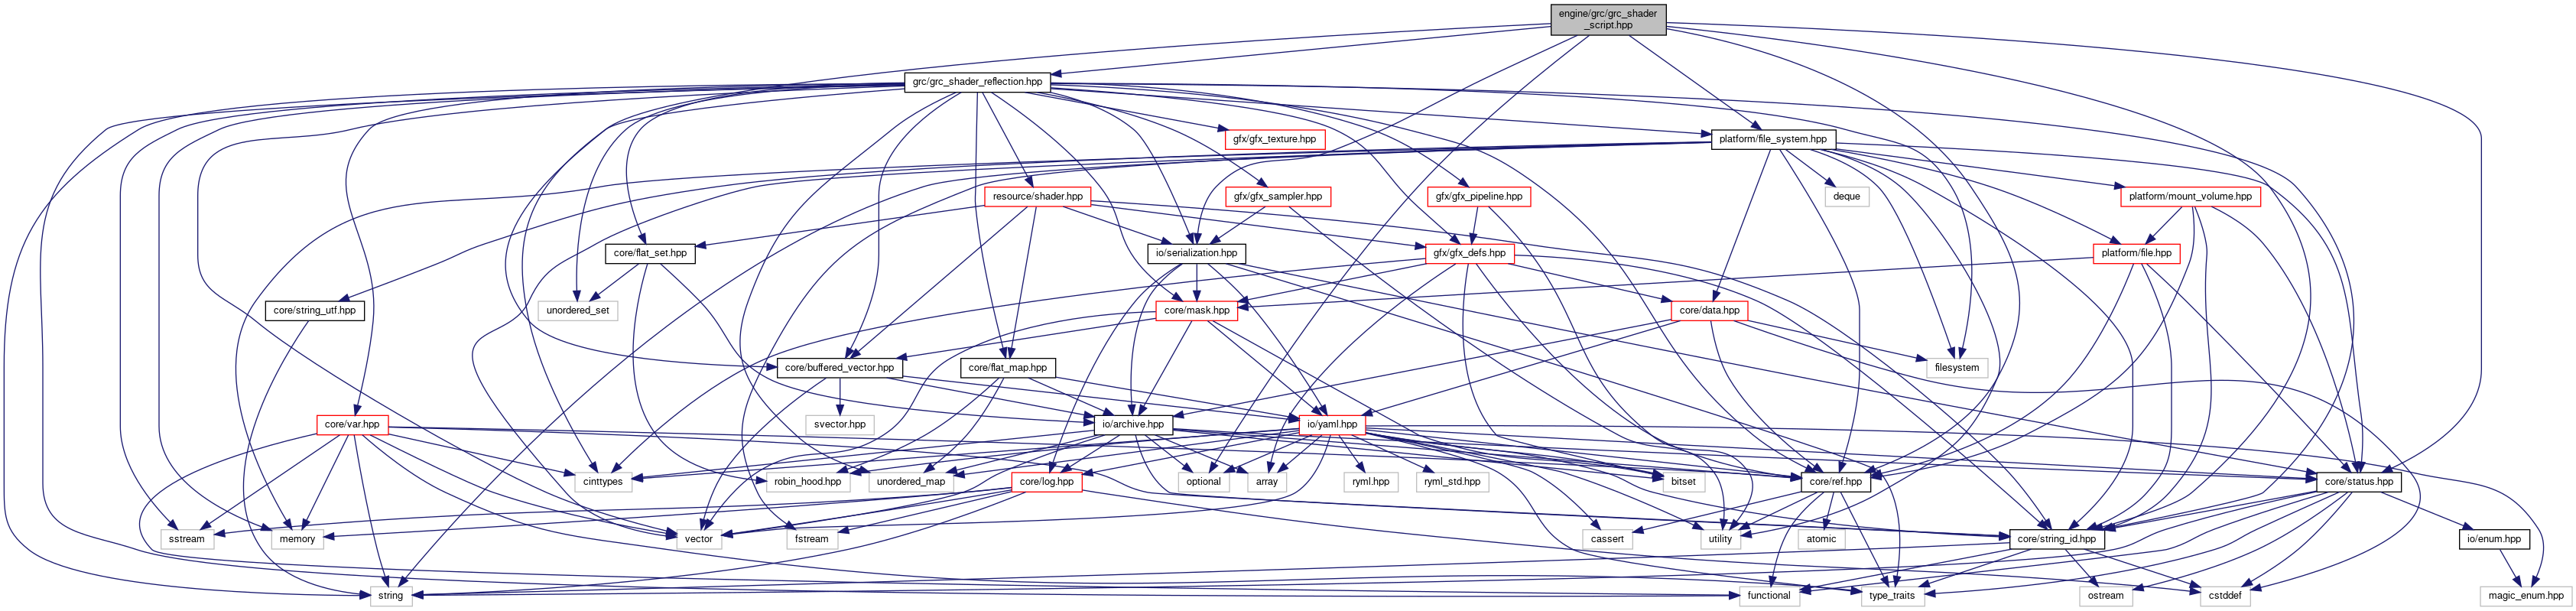 engine/grc/grc_shader
_script.hpp
grc/grc_shader_reflection.hpp
gfx/gfx_texture.hpp
platform/file_system.hpp
resource/shader.hpp
gfx/gfx_sampler.hpp
gfx/gfx_pipeline.hpp
deque
platform/mount_volume.hpp
core/flat_set.hpp
io/serialization.hpp
gfx/gfx_defs.hpp
platform/file.hpp
core/string_utf.hpp
unordered_set
core/mask.hpp
core/data.hpp
core/buffered_vector.hpp
core/flat_map.hpp
filesystem
core/var.hpp
svector.hpp
io/archive.hpp
io/yaml.hpp
cinttypes
robin_hood.hpp
unordered_map
core/log.hpp
optional
array
ryml.hpp
ryml_std.hpp
bitset
core/ref.hpp
core/status.hpp
sstream
memory
vector
fstream
cassert
utility
atomic
core/string_id.hpp
io/enum.hpp
string
functional
type_traits
ostream
cstddef
magic_enum.hpp